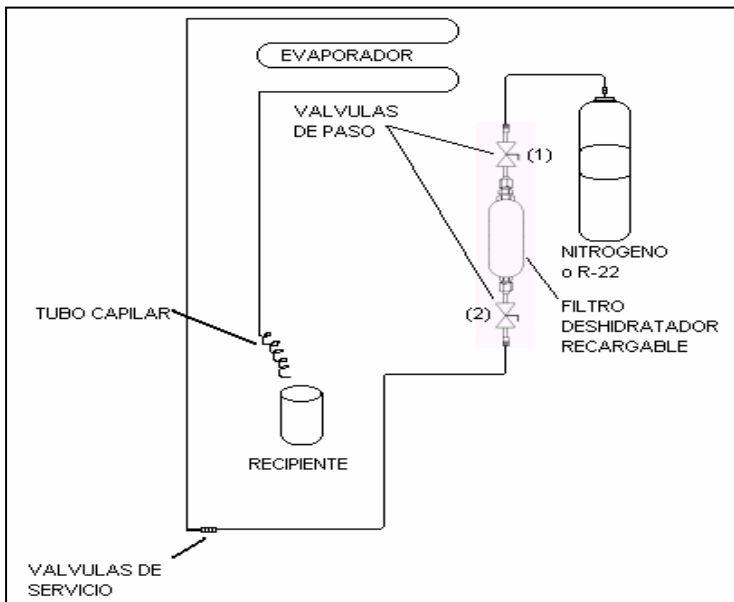 EVAPORADOR
VALVULAS
DE PASO
(1)
NITROGENO
o R-22
FILTRO
DESHIDRATADOR
RECARGABLE
(2)
TUBO CAPILAR
RECIPIENTE
VALVULAS DE
SERVICIO